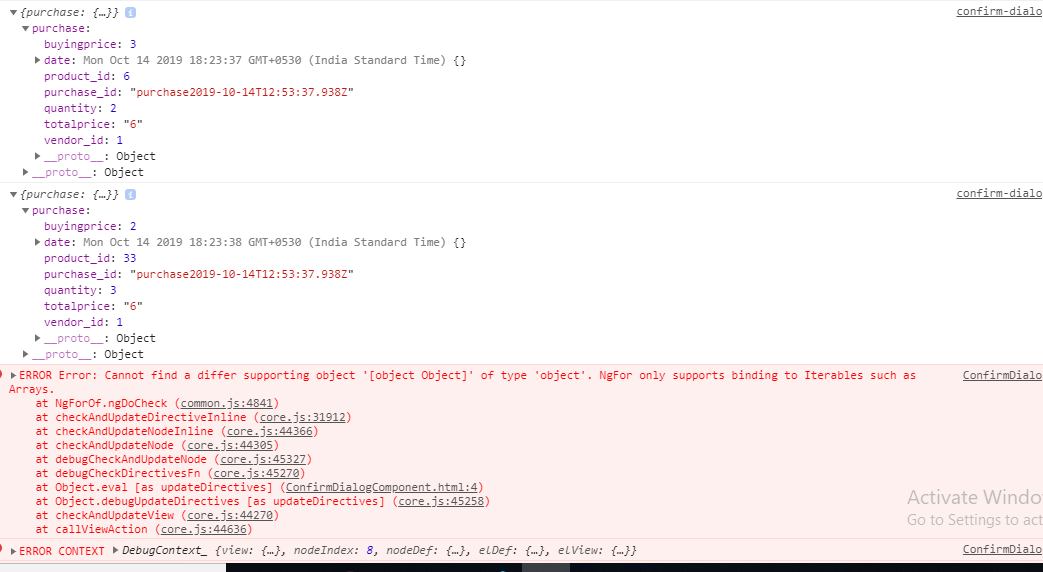 ▼{purchase: {…}} i confirm-dialo
▼purchase:
buyingprice: 3
▶date: Mon Oct 14 2019 18:23:37 GMT+0530 (India Standard Time) {}
product_id: 6
purchase_id: "purchase2019-10-14T12:53:37.938Z"
quantity: 2
totalprice: "6"
vendor_id: 1
▶__proto__: Object
▶__proto__: Object
▼{purchase: {…}} i confirm-dialo
▼purchase:
buyingprice: 2
▶date: Mon Oct 14 2019 18:23:38 GMT+0530 (India Standard Time) {}
product_id: 33
purchase_id: "purchase2019-10-14T12:53:37.938Z"
quantity: 3
totalprice: "6"
vendor_id: 1
▶__proto__: Object
▶__proto__: Object
▶ERROR Error: Cannot find a differ supporting object '[object Object]' of type 'object'. NgFor only supports binding to Iterables such as ConfirmDialo
Arrays.
at NgForOf.ngDoCheck (common.js:4841)
at checkAndUpdateDirectiveInline (core.js:31912)
at checkAndUpdateNodeInline (core.js:44366)
at checkAndUpdateNode (core.js:44305)
at debugCheckAndUpdateNode (core.js:45327)
at debugCheckDirectivesFn (core.js:45270)
at Object.eval [as updateDirectives] (ConfirmDialogComponent.html:4)
at Object.debugUpdateDirectives [as updateDirectives] (core.js:45258)
at checkAndUpdateView (core.js:44270)
at callViewAction (core.js:44636)
Activate Windo
Go to Settings to act
▶ERROR CONTEXT ▶DebugContext_ {view: {…}, nodeIndex: 8, nodeDef: {…}, elDef: {…}, elView: {…}} ConfirmDialo